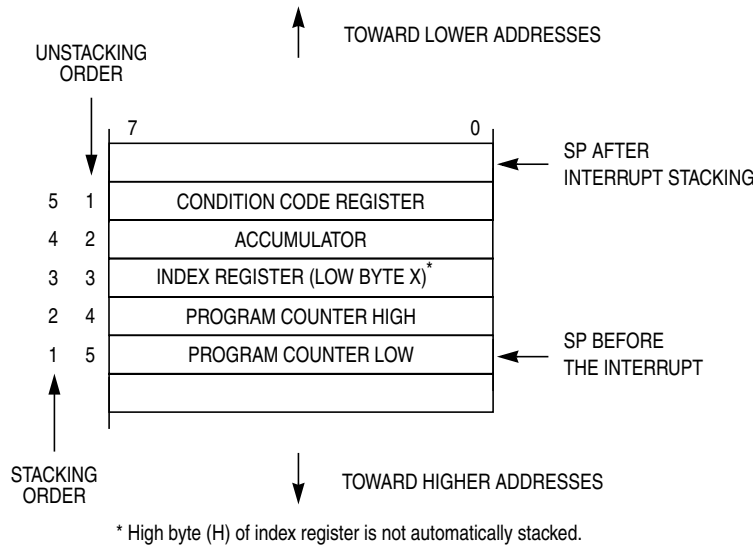 TOWARD LOWER ADDRESSES
UNSTACKING
ORDER
7 0
SP AFTER
INTERRUPT STACKING
5 1 CONDITION CODE REGISTER
4 2 ACCUMULATOR
3 3 INDEX REGISTER (LOW BYTE X)*
2 4 PROGRAM COUNTER HIGH
1 5 PROGRAM COUNTER LOW
SP BEFORE
THE INTERRUPT
STACKING
ORDER
TOWARD HIGHER ADDRESSES
* High byte (H) of index register is not automatically stacked.